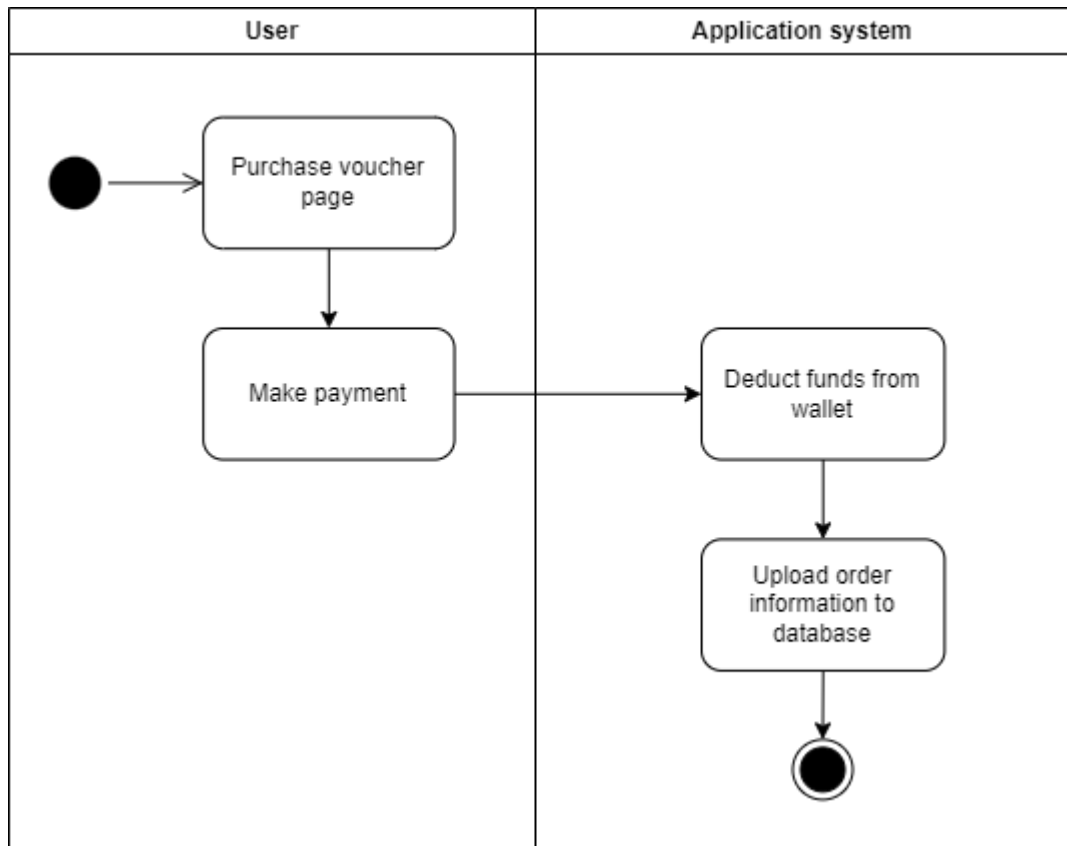 User
Application system
Purchase voucher
page
Make payment
Deduct funds from
wallet
Upload order
information to
database